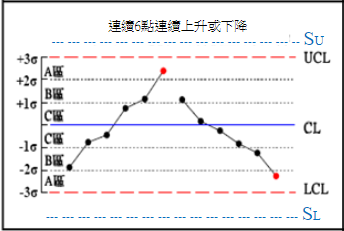 連續6點連續上升或下降
SU
+3σ UCL
A區
+2σ
B區
+1σ
C區
CL
C區
-1σ
B區
-2σ
A區
-3σ LCL
SL